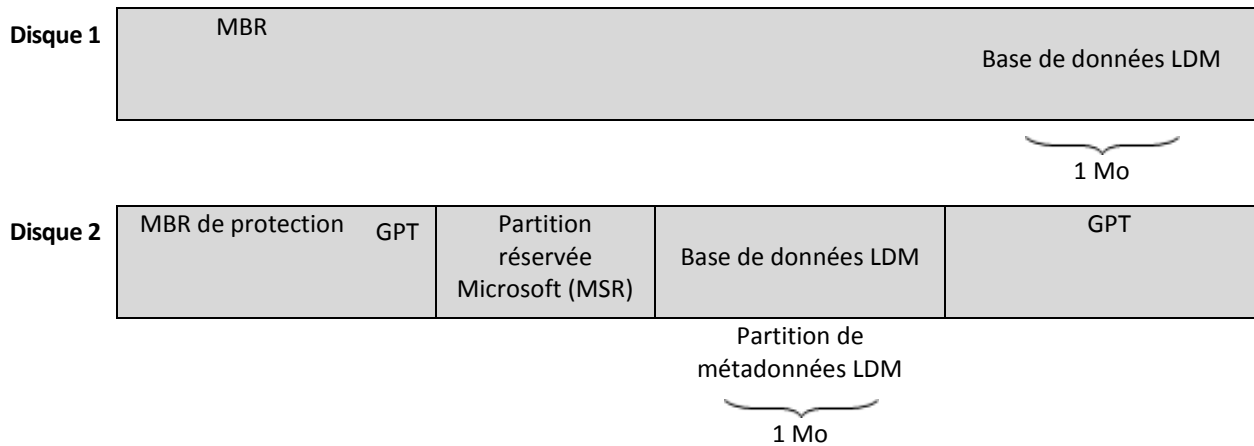 Disque 1
MBR
Base de données LDM
1 Mo
Disque 2
MBR de protection
GPT
Partition
réservée
Microsoft (MSR)
Base de données LDM
GPT
Partition de
métadonnées LDM
1 Mo